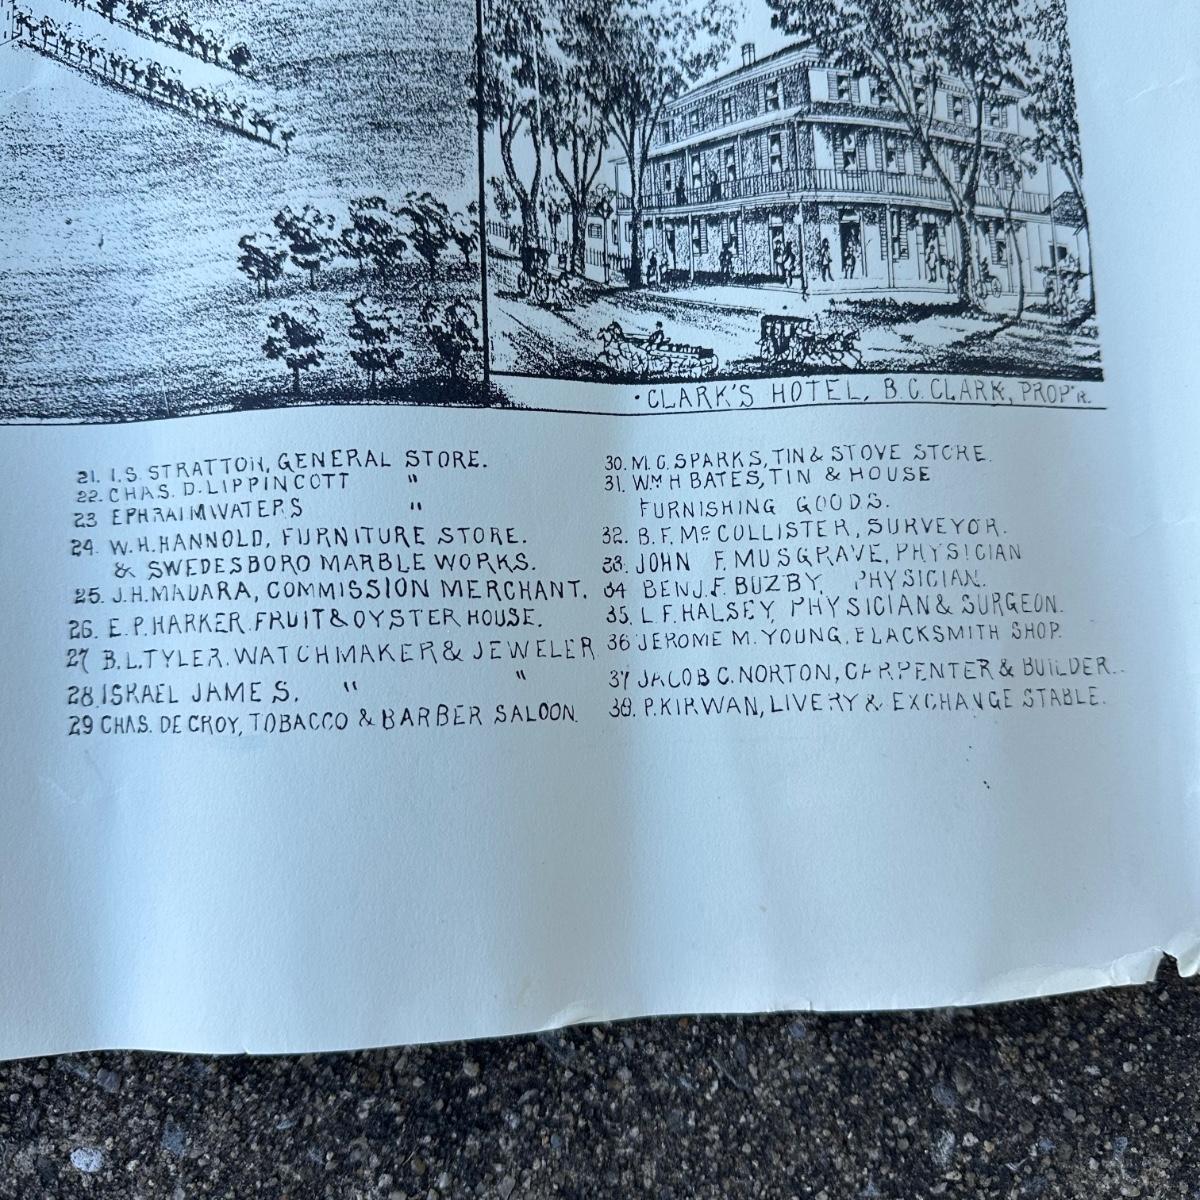 ·CLARK'S HOTEL, B.C. CLARK, PROP'R.
21. I.S. STRATTON, GENERAL STORE.
22. CHAS. D. LIPPINCOTT "
23 EPHRAIM WATERS "
24. W.H. HANNOLD, FURNITURE STORE.
& SWEDESBORO MARBLE WORKS.
25. J.H. MADARA, COMMISSION MERCHANT.
26. E.P. HARKER. FRUIT & OYSTER HOUSE.
27 B.L. TYLER. WATCHMAKER & JEWELER
28 ISRAEL JAMES. " "
29 CHAS. DE CROY, TOBACCO & BARBER SALOON.
30. M.G. SPARKS, TIN & STOVE STORE.
31. WM H BATES, TIN & HOUSE
FURNISHING GOODS.
32. B.F. McCOLLISTER, SURVEYOR.
33. JOHN F. MUSGRAVE, PHYSICIAN
34 BENJ. F. BUZBY, PHYSICIAN.
35. L.F. HALSEY, PHYSICIAN & SURGEON.
36 JEROME M. YOUNG, BLACKSMITH SHOP.
37 JACOB C. NORTON, CARPENTER & BUILDER.
38. P. KIRWAN, LIVERY & EXCHANGE STABLE.